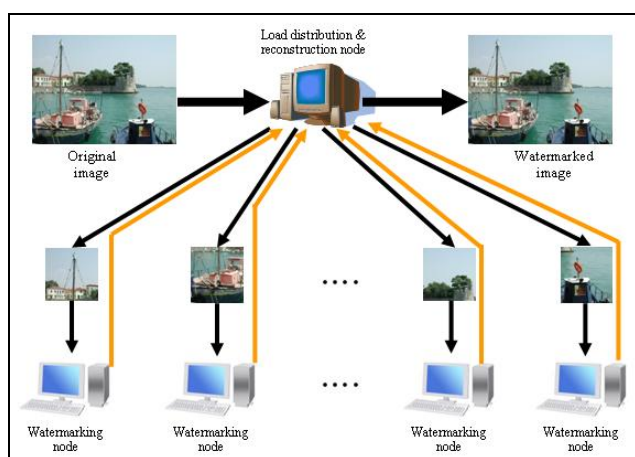 Load distribution &
reconstruction node
Original
image
Watermarked
image
....
....
Watermarking
node
Watermarking
node
Watermarking
node
Watermarking
node